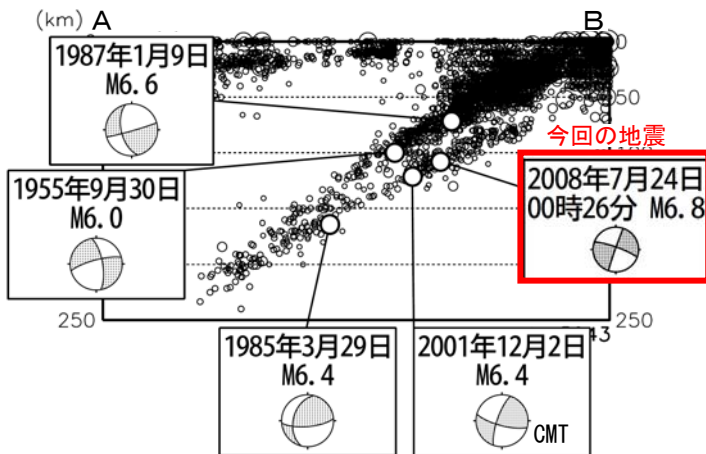 (km) A B
0
1987年1月9日
M6.6
50
今回の地震
100
1955年9月30日
M6.0
2008年7月24日
00時26分 M6.8
250
250
1985年3月29日
M6.4
2001年12月2日
M6.4
CMT